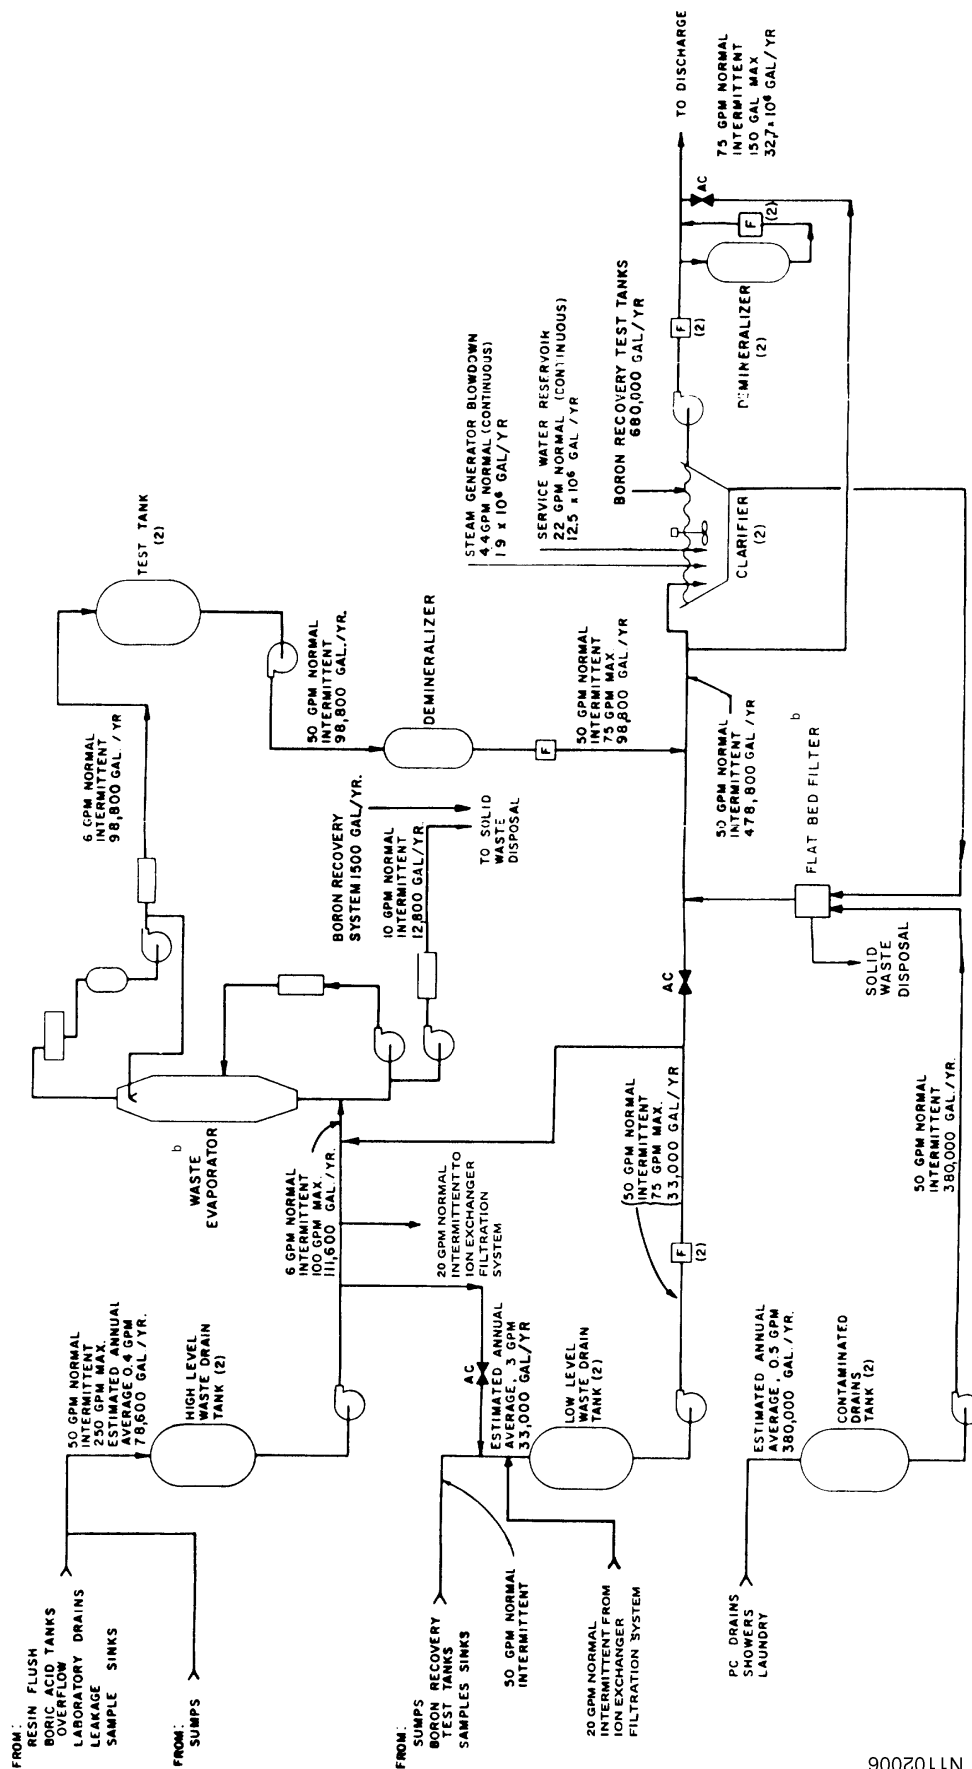 FROM:
RESIN FLUSH
BORIC ACID TANKS
OVERFLOW
LABORATORY DRAINS
LEAKAGE
SAMPLE SINKS
FROM:
SUMPS
50 GPM NORMAL
INTERMITTENT
250 GPM MAX.
ESTIMATED ANNUAL
AVERAGE 0.4 GPM
78,600 GAL./YR.
HIGH LEVEL
WASTE DRAIN
TANK (2)
6 GPM NORMAL
INTERMITTENT
100 GPM MAX.
111,600 GAL./YR.
20 GPM NORMAL
INTERMITTENT TO
ION EXCHANGER
FILTRATION
SYSTEM
WASTE b
EVAPORATOR
6 GPM NORMAL
INTERMITTENT
98,800 GAL./YR
TEST TANK
(2)
50 GPM NORMAL
INTERMITTENT
98,800 GAL./YR.
DEMINERALIZER
F
BORON RECOVERY
SYSTEM 1500 GAL/YR.
10 GPM NORMAL
INTERMITTENT
12,800 GAL/YR.
TO SOLID
WASTE
DISPOSAL
50 GPM NORMAL
INTERMITTENT
75 GPM MAX
98,800 GAL./YR
FROM:
SUMPS
BORON RECOVERY
TEST TANKS
SAMPLES SINKS
50 GPM NORMAL
INTERMITTENT
20 GPM NORMAL
INTERMITTENT FROM
ION EXCHANGER
FILTRATION SYSTEM
AC
ESTIMATED ANNUAL
AVERAGE, 3 GPM
33,000 GAL/YR
LOW LEVEL
WASTE DRAIN
TANK (2)
(50 GPM NORMAL
INTERMITTENT
75 GPM MAX.
33,000 GAL/YR
F
(2)
AC
50 GPM NORMAL
INTERMITTENT
478,800 GAL/YR
STEAM GENERATOR BLOWDOWN
44 GPM NORMAL (CONTINUOUS)
19 x 10⁶ GAL/YR
SERVICE WATER RESERVOIR
22 GPM NORMAL (CONTINUOUS)
12.5 x 10⁶ GAL/YR
BORON RECOVERY TEST TANKS
680,000 GAL/YR
CLARIFIER
(2)
F
(2)
DEMINERALIZER
(2)
F
(2)
AC
TO DISCHARGE
75 GPM NORMAL
INTERMITTENT
150 GAL MAX
32.7x10⁶ GAL/YR
PC DRAINS
SHOWERS
LAUNDRY
ESTIMATED ANNUAL
AVERAGE, 0.5 GPM
380,000 GAL./YR.
CONTAMINATED
DRAINS
TANK (2)
50 GPM NORMAL
INTERMITTENT
380,000 GAL/YR.
SOLID
WASTE
DISPOSAL
FLAT BED FILTER b
N1102006